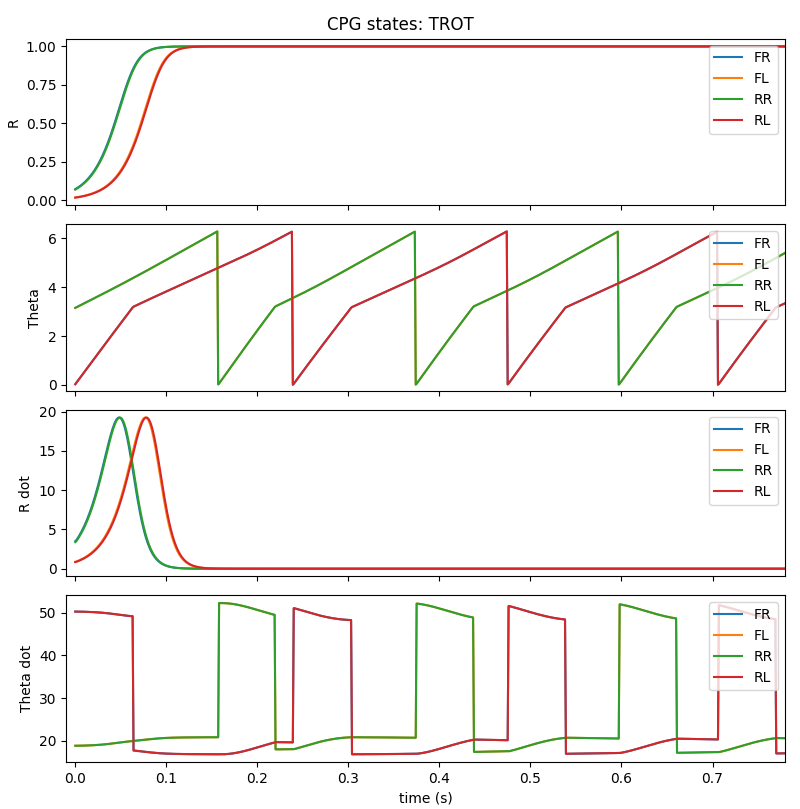 CPG states: TROT
1.00
0.75
0.50
0.25
0.00
R
FR
FL
RR
RL
6
4
2
0
Theta
FR
FL
RR
RL
20
15
10
5
0
R dot
FR
FL
RR
RL
50
40
30
20
Theta dot
FR
FL
RR
RL
0.0 0.1 0.2 0.3 0.4 0.5 0.6 0.7
time (s)